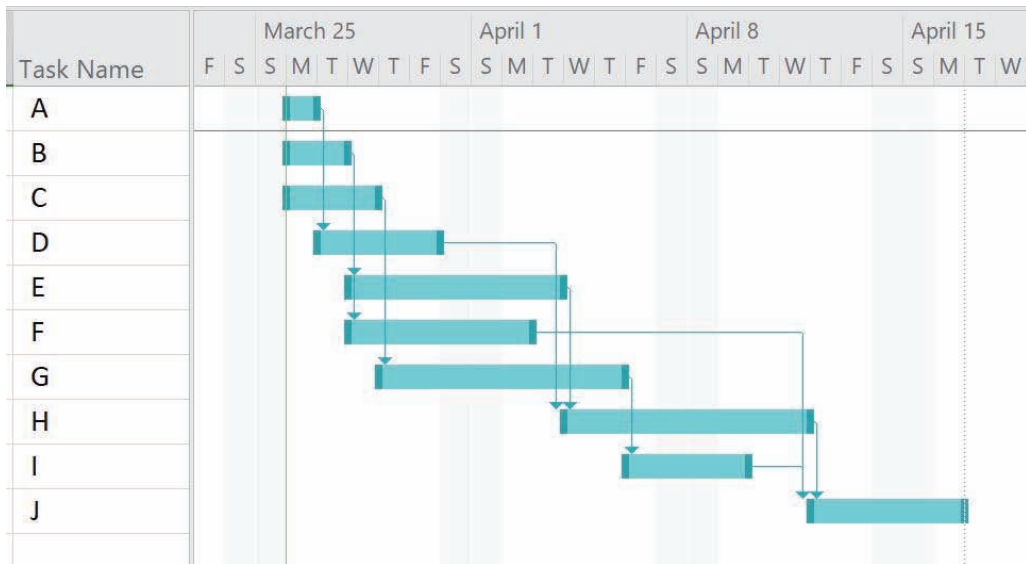 March 25 April 1 April 8 April 15
Task Name F S S M T W T F S S M T W T F S S M T W T F S S M T W
A
B
C
D
E
F
G
H
I
J